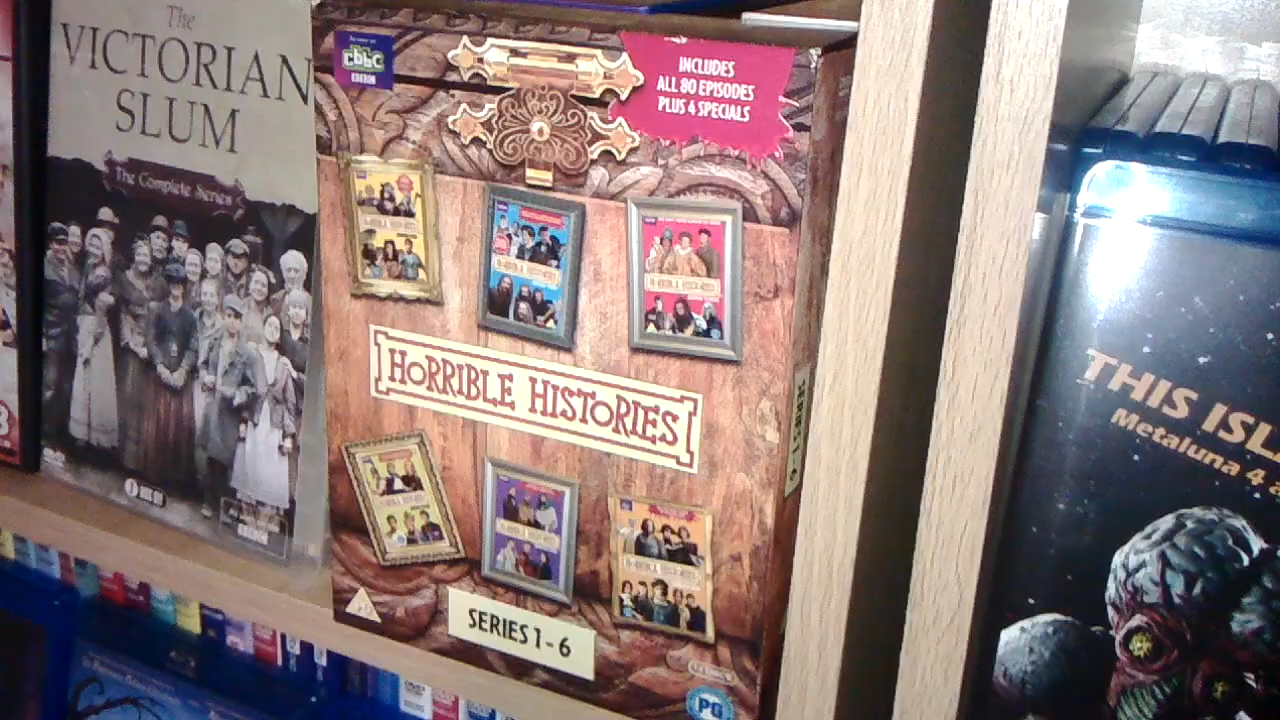 The
VICTORIAN
SLUM
The Complete Series
BBC
cbbc
BBC
INCLUDES
ALL 80 EPISODES
PLUS 4 SPECIALS
HORRIBLE HISTORIES
SERIES 1-6
PG
THIS ISL
Metaluna 4 a